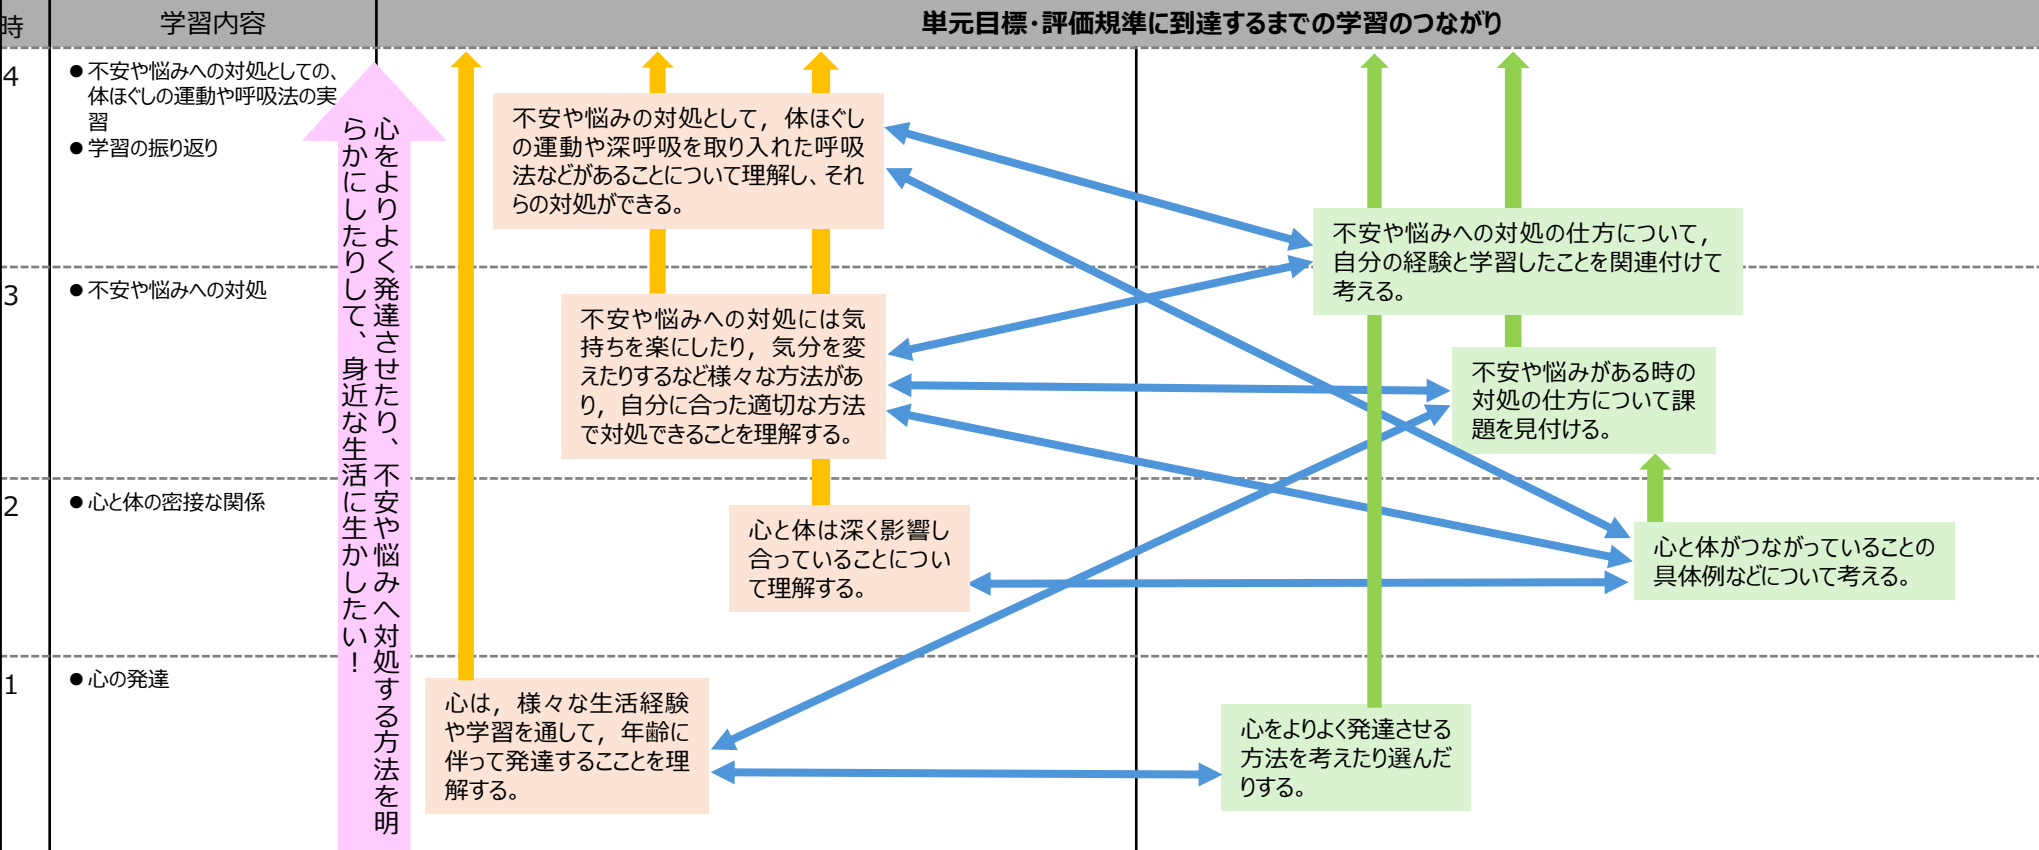 時
学習内容
単元目標・評価規準に到達するまでの学習のつながり
4
●不安や悩みへの対処としての、
体ほぐしの運動や呼吸法の実
習
●学習の振り返り
心をよりよく発達させたり、不安や悩みへ対処する方法を明
らかにしたりして、身近な生活に生かしたい！
不安や悩みの対処として，体ほぐし
の運動や深呼吸を取り入れた呼吸
法などがあることについて理解し、それ
らの対処ができる。
不安や悩みへの対処の仕方について，
自分の経験と学習したことを関連付けて
考える。
3
●不安や悩みへの対処
不安や悩みへの対処には気
持ちを楽にしたり，気分を変
えたりするなど様々な方法があ
り，自分に合った適切な方法
で対処できることを理解する。
不安や悩みがある時の
対処の仕方について課
題を見付ける。
2
●心と体の密接な関係
心と体は深く影響し
合っていることについ
て理解する。
心と体がつながっていることの
具体例などについて考える。
1
●心の発達
心は，様々な生活経験
や学習を通して，年齢に
伴って発達するこことを理
解する。
心をよりよく発達させる
方法を考えたり選んだ
りする。